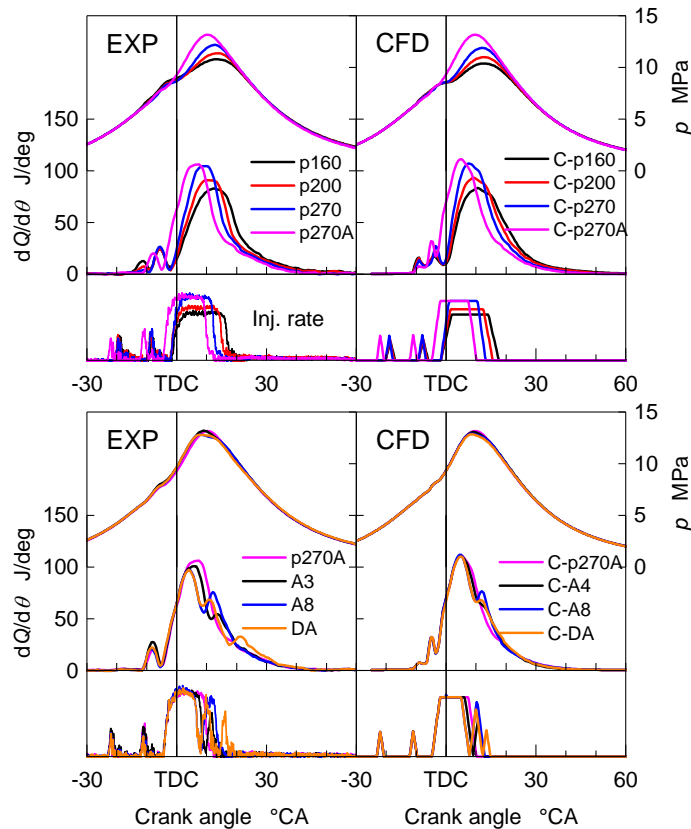 EXP
CFD
15
10
5
0
p MPa
150
100
50
0
dQ/dθ J/deg
p160
p200
p270
p270A
C-p160
C-p200
C-p270
C-p270A
Inj. rate
-30
TDC
30
-30
TDC
30
60
EXP
CFD
15
10
5
0
p MPa
150
100
50
0
dQ/dθ J/deg
p270A
A3
A8
DA
C-p270A
C-A4
C-A8
C-DA
-30
TDC
30
-30
TDC
30
60
Crank angle °CA
Crank angle °CA